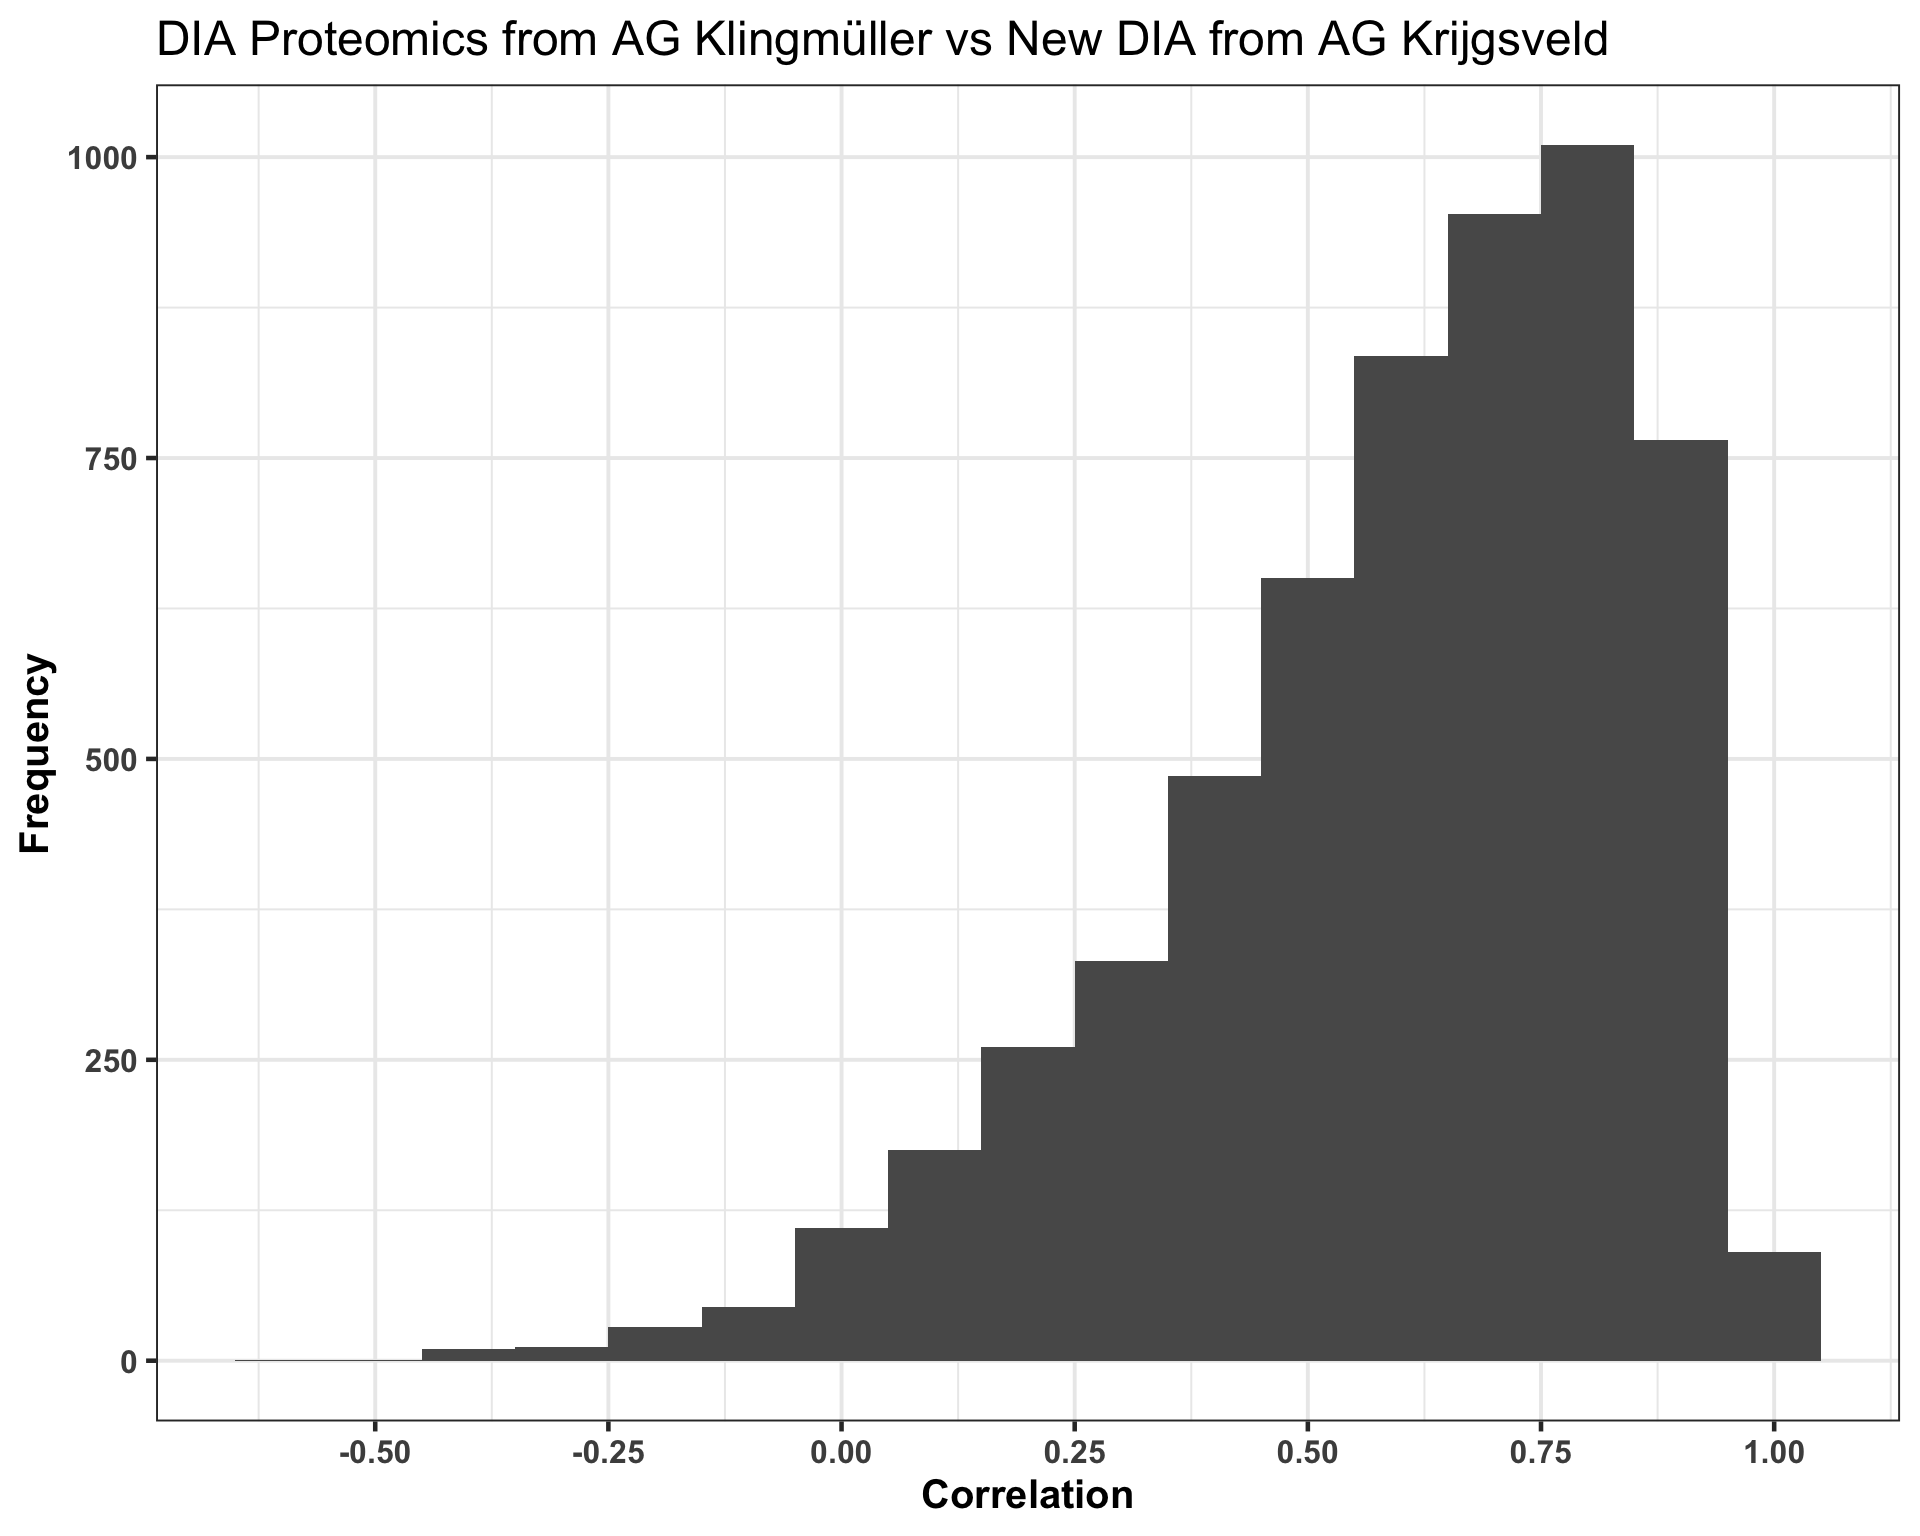 DIA Proteomics from AG Klingmüller vs New DIA from AG Krijgsveld
1000
750
500
250
0
Frequency
-0.50 -0.25 0.00 0.25 0.50 0.75 1.00
Correlation